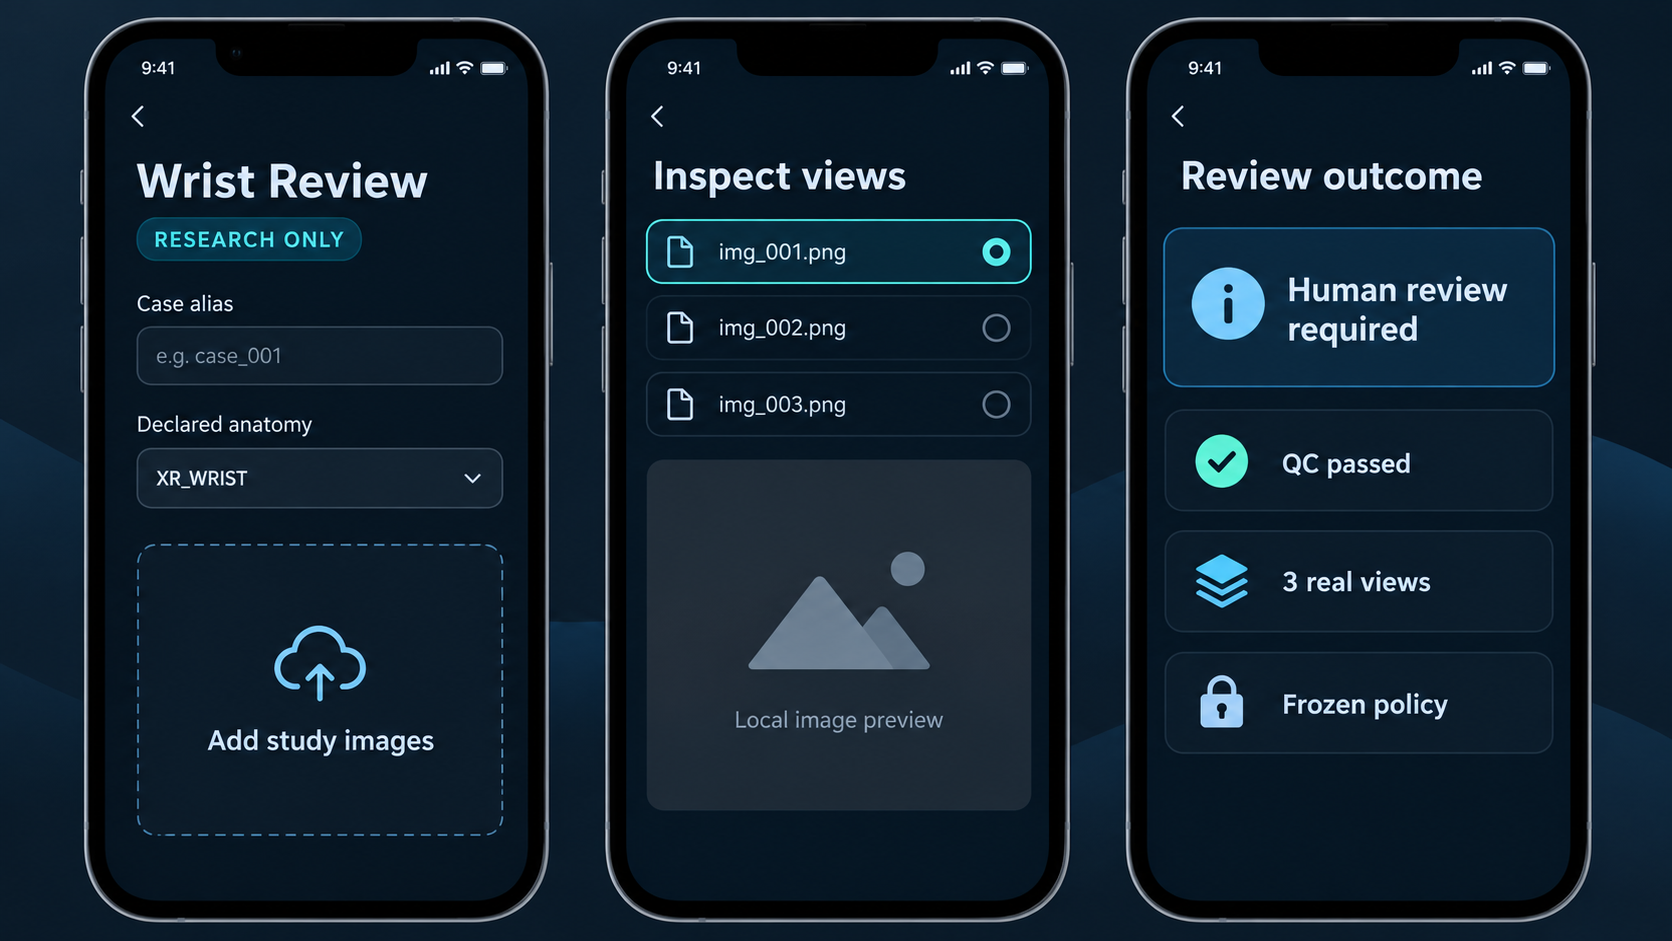 9:41
Wrist Review
RESEARCH ONLY
Case alias
e.g. case_001
Declared anatomy
XR_WRIST
Add study images
9:41
Inspect views
img_001.png
img_002.png
img_003.png
Local image preview
9:41
Review outcome
Human review
required
QC passed
3 real views
Frozen policy